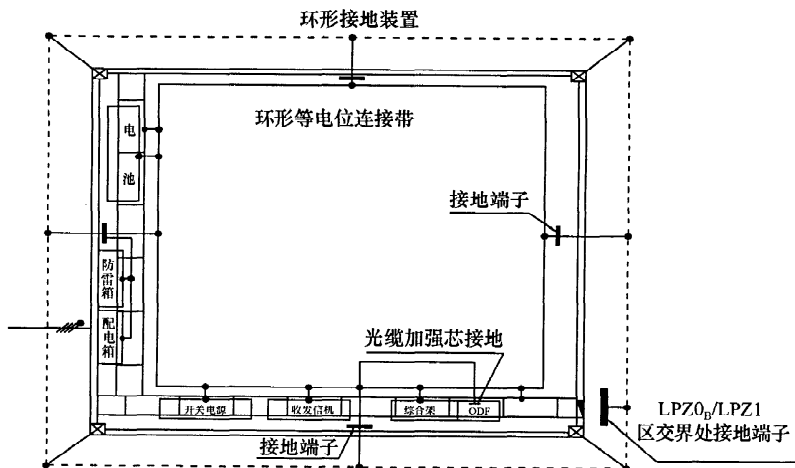 环形接地装置
环形等电位连接带
电
池
接地端子
防雷箱
配电箱
光缆加强芯接地
开关电源
收发信机
综合架
ODF
LPZ0B/LPZ1
区交界处接地端子
接地端子